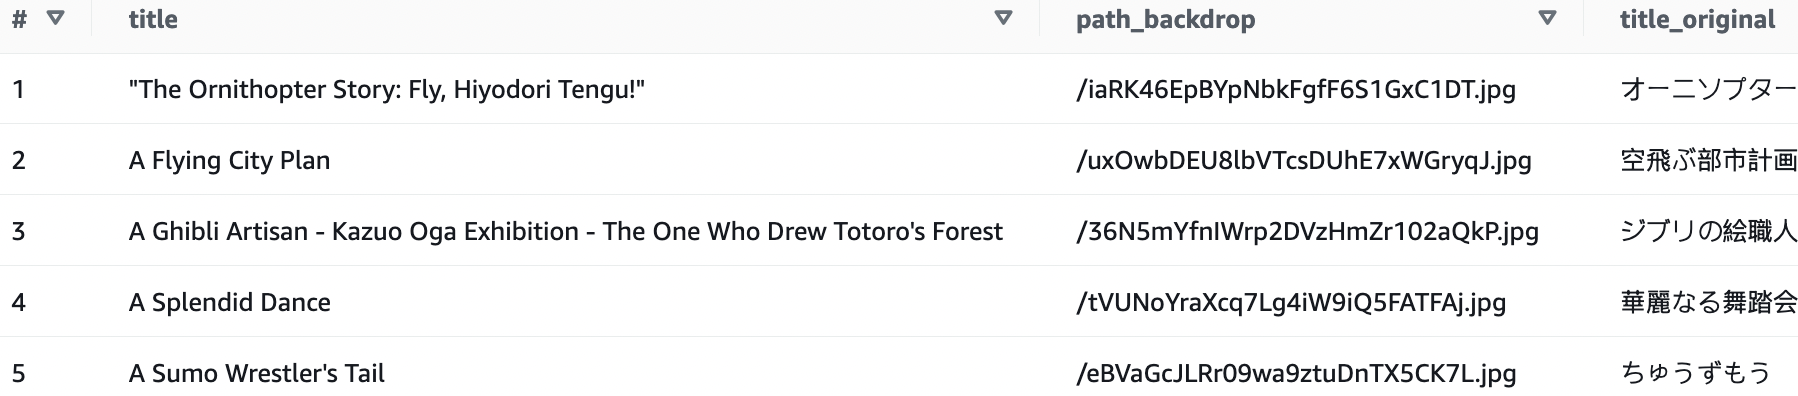 # title path_backdrop title_original
1 "The Ornithopter Story: Fly, Hiyodori Tengu!" /iaRK46EpBYpNbkFgfF6S1GxC1DT.jpg オーニソプター
2 A Flying City Plan /uxOwbDEU8lbVTcsDUhE7xWGryqJ.jpg 空飛ぶ都市計画
3 A Ghibli Artisan - Kazuo Oga Exhibition - The One Who Drew Totoro's Forest /36N5mYfnIWrp2DVzHmZr102aQkP.jpg ジブリの絵職人
4 A Splendid Dance /tVUNoYraXcq7Lg4iW9iQ5FATFAj.jpg 華麗なる舞踏会
5 A Sumo Wrestler's Tail /eBVaGcJLRr09wa9ztuDnTX5CK7L.jpg ちゅうずもう